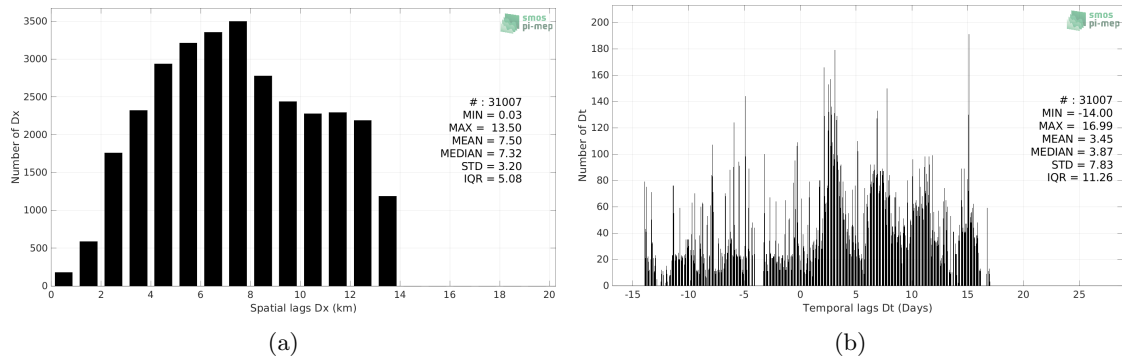 3500
3000
2500
2000
1500
1000
500
0
Number of Dx
0 2 4 6 8 10 12 14 16 18 20
Spatial lags Dx (km)
smos
pi-mep
# : 31007
MIN = 0.03
MAX = 13.50
MEAN = 7.50
MEDIAN = 7.32
STD = 3.20
IQR = 5.08
(a)
200
180
160
140
120
100
80
60
40
20
0
Number of Dt
-15 -10 -5 0 5 10 15 20 25
Temporal lags Dt (Days)
smos
pi-mep
# : 31007
MIN = -14.00
MAX = 16.99
MEAN = 3.45
MEDIAN = 3.87
STD = 7.83
IQR = 11.26
(b)